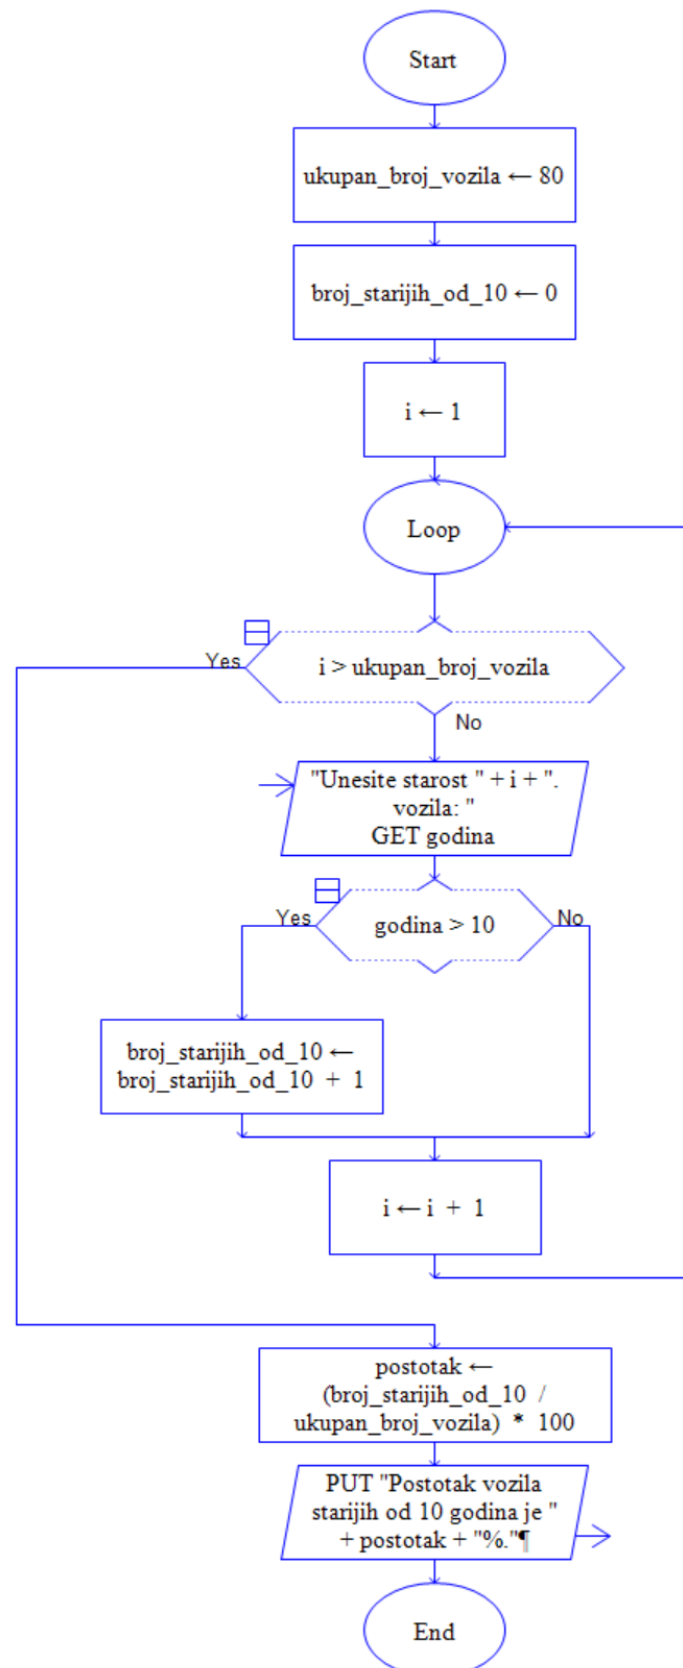 Start
ukupan_broj_vozila ← 80
broj_starijih_od_10 ← 0
i ← 1
Loop
Yes
i > ukupan_broj_vozila
No
"Unesite starost " + i + ".
vozila: "
GET godina
Yes
godina > 10
No
broj_starijih_od_10 ←
broj_starijih_od_10 + 1
i ← i + 1
postotak ←
(broj_starijih_od_10 /
ukupan_broj_vozila) * 100
PUT "Postotak vozila
starijih od 10 godina je "
+ postotak + "%."¶
End